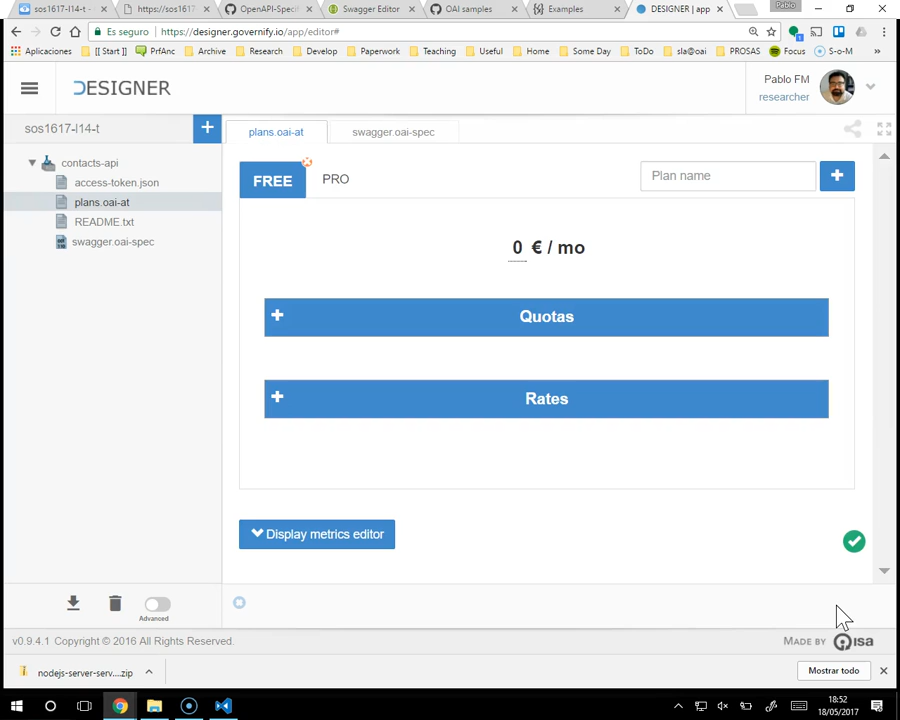 Pablo
sos1617-l14-t -
https://sos1617
OpenAPI-Specif
Swagger Editor
OAI samples
Examples
DESIGNER | app
Es seguro
https://designer.governify.io/app/editor#
Aplicaciones
[[ Start ]]
PrfAnc
Archive
Research
Develop
Paperwork
Teaching
Useful
Home
Some Day
ToDo
sla@oai
PROSAS
Focus
S-o-M
»
DESIGNER
Pablo FM
researcher
sos1617-l14-t
+
plans.oai-at
swagger.oai-spec
contacts-api
access-token.json
plans.oai-at
README.txt
swagger.oai-spec
FREE
PRO
Plan name
+
0 € / mo
+ Quotas
+ Rates
Display metrics editor
Advanced
v0.9.4.1 Copyright © 2016 All Rights Reserved.
MADE BY isa
nodejs-server-serv....zip
Mostrar todo
18:52
18/05/2017